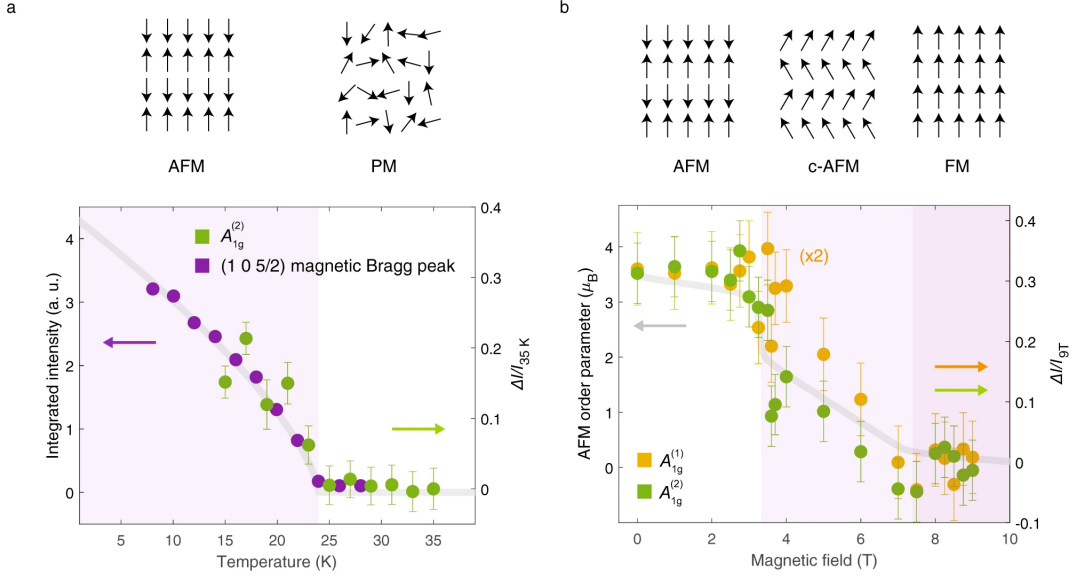 a
b
AFM
PM
AFM
c-AFM
FM
A1g(2)
(1 0 5/2) magnetic Bragg peak
Integrated intensity (a. u.)
4
3
2
1
0
0.4
0.3
0.2
0.1
0
ΔI/I35 K
5
10
15
20
25
30
35
Temperature (K)
(x2)
AFM order parameter (μB)
4
3
2
1
0
0.4
0.3
0.2
0.1
0
-0.1
ΔI/I9T
A1g(1)
A1g(2)
0
2
4
6
8
10
Magnetic field (T)